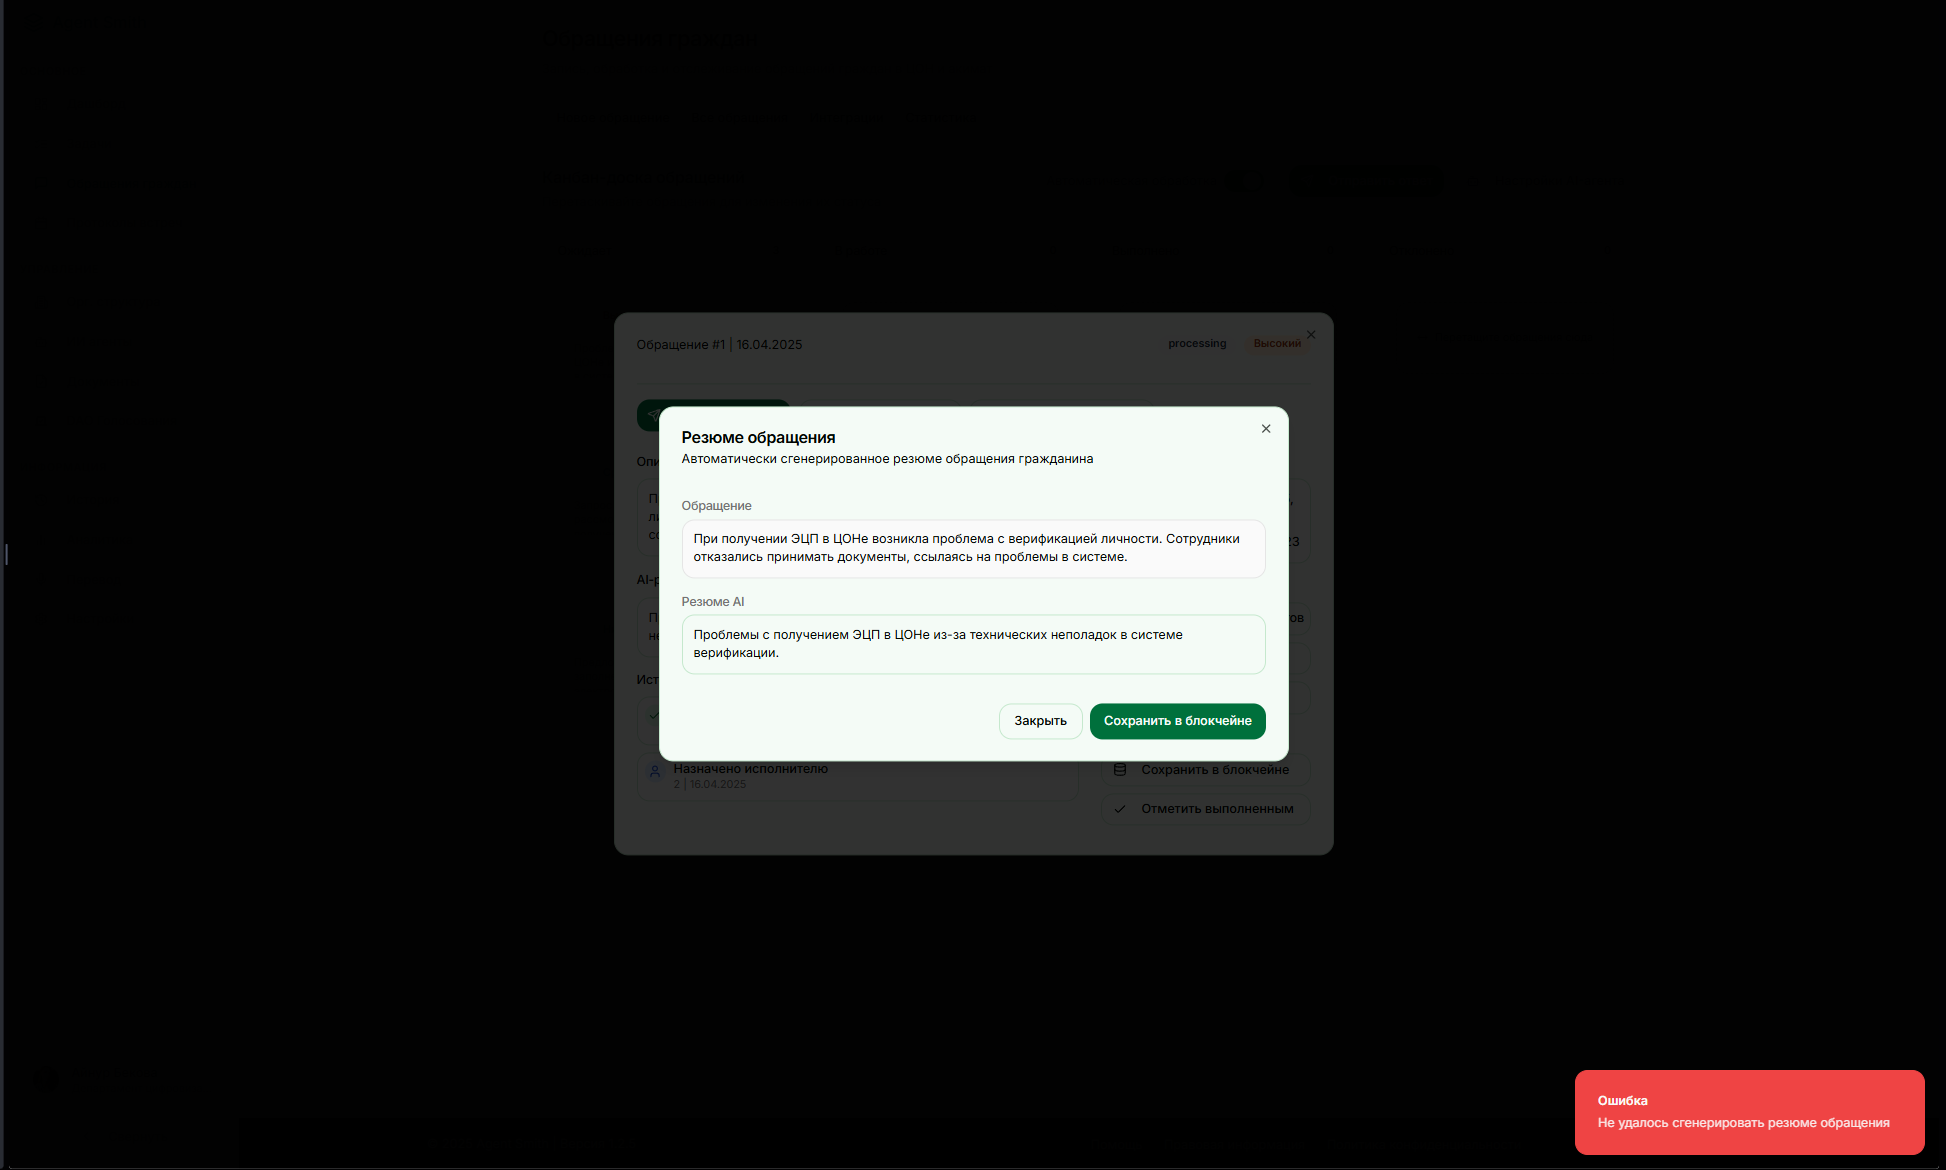 Обращение #1 | 16.04.2025
processing
Высокий
Резюме обращения
Автоматически сгенерированное резюме обращения гражданина
Обращение
При получении ЭЦП в ЦОНе возникла проблема с верификацией личности. Сотрудники
отказались принимать документы, ссылаясь на проблемы в системе.
Резюме AI
Проблемы с получением ЭЦП в ЦОНе из-за технических неполадок в системе
верификации.
Закрыть
Сохранить в блокчейне
Назначено исполнителю
2 | 16.04.2025
Сохранить в блокчейне
Отметить выполненным
Ошибка
Не удалось сгенерировать резюме обращения